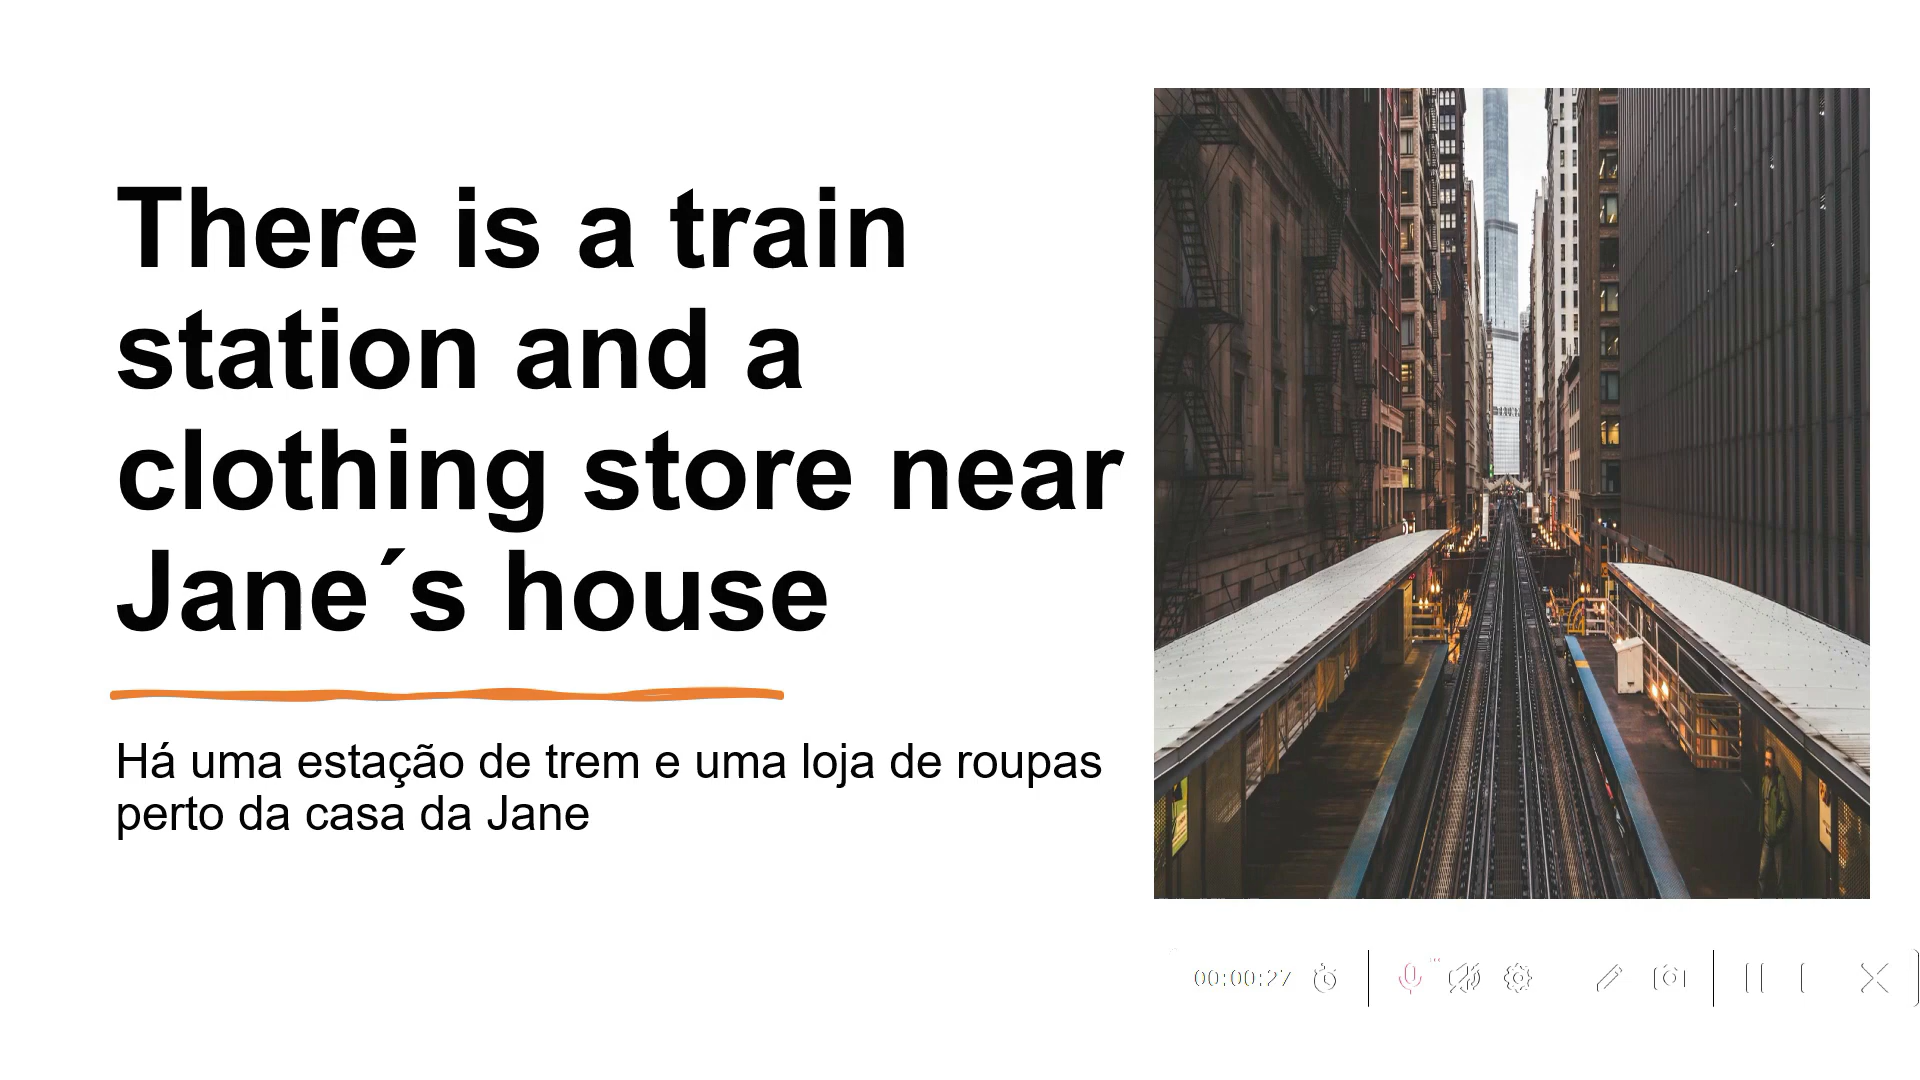 There is a train
station and a
clothing store near
Jane´s house
Há uma estação de trem e uma loja de roupas
perto da casa da Jane
00:00:27